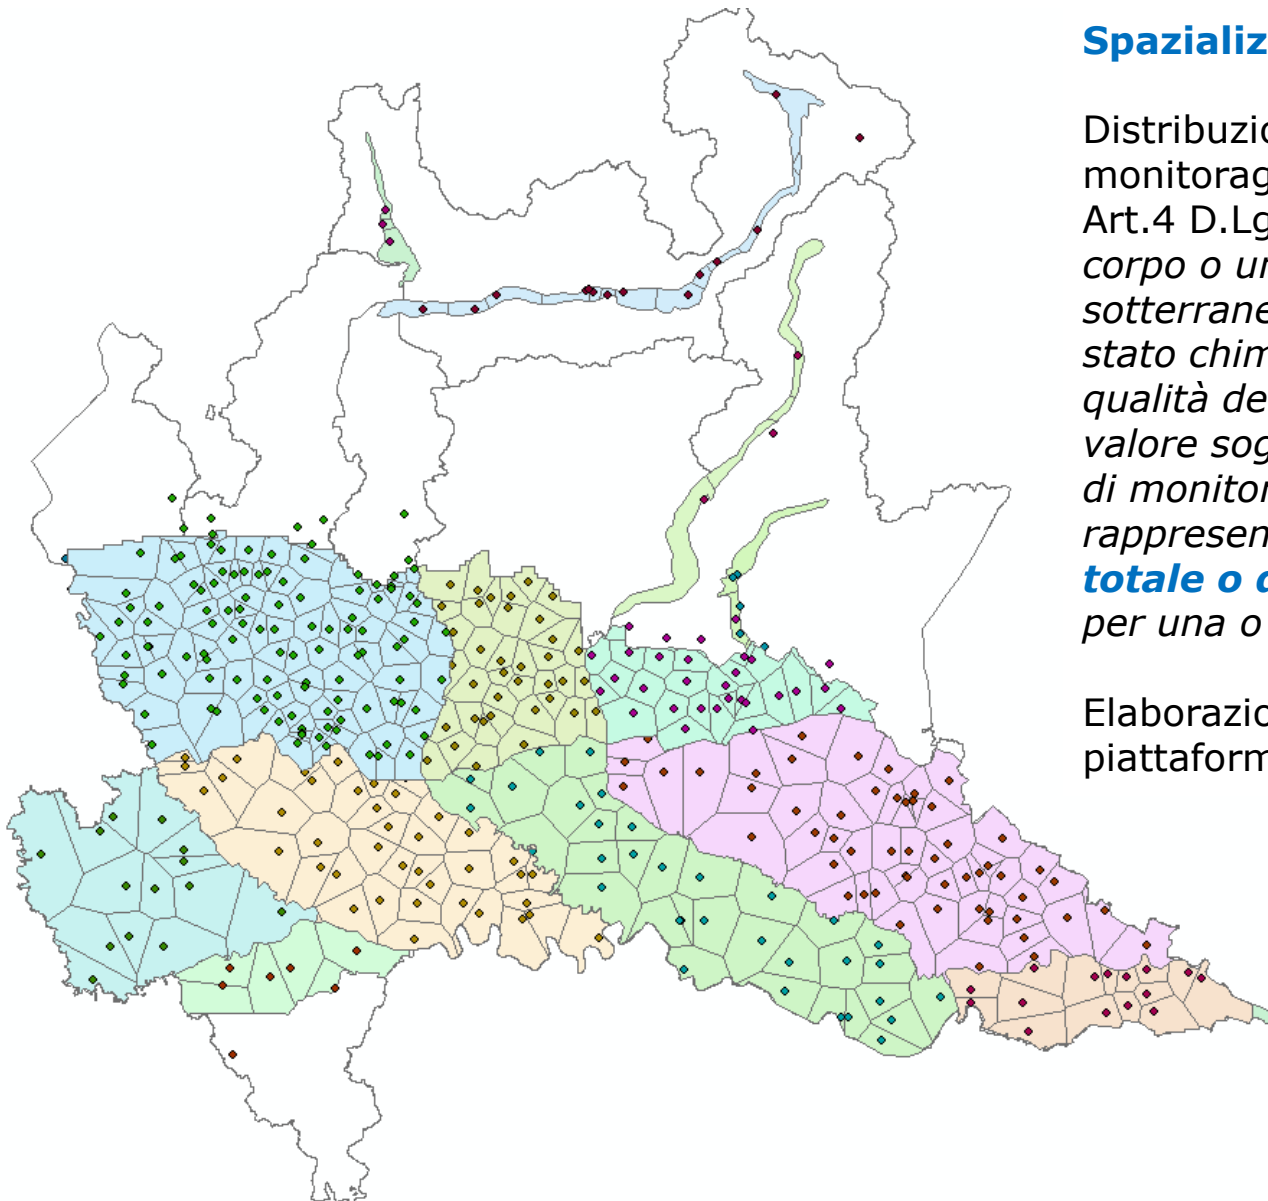 Spazializ
Distribuzio
monitorag
Art.4 D.Lg
corpo o un
sotterrane
stato chim
qualità de
valore sog
di monitor
rappresen
totale o d
per una o
Elaborazio
piattaform